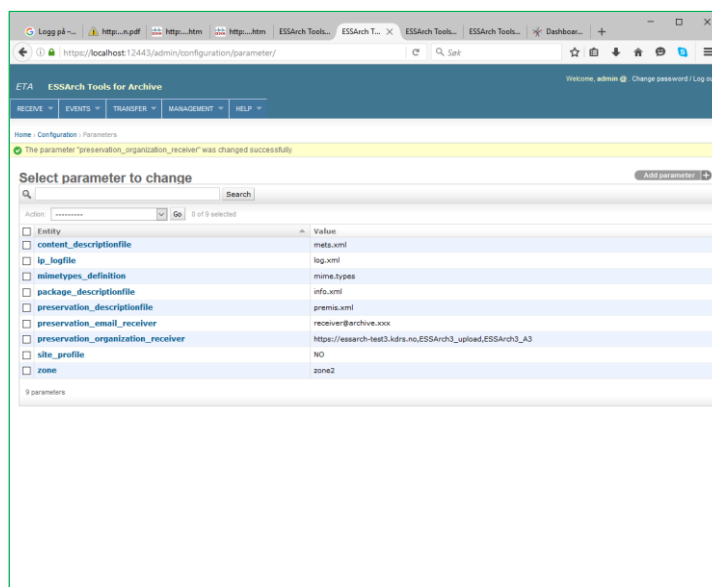 Logg på -... http:...n.pdf http:....htm http:....htm ESSArch Tools... ESSArch T... ESSArch Tools... ESSArch Tools... Dashboar...
https://localhost:12443/admin/configuration/parameter/ Søk
ETA ESSArch Tools for Archive
Welcome, admin @ Change password / Log ou
RECEIVE EVENTS TRANSFER MANAGEMENT HELP
Home › Configuration › Parameters
The parameter "preservation_organization_receiver" was changed successfully
Select parameter to change
Add parameter +
Search
Action: --------- Go 0 of 9 selected
Entity Value
content_descriptionfile mets.xml
ip_logfile log.xml
mimetypes_definition mime.types
package_descriptionfile info.xml
preservation_descriptionfile premis.xml
preservation_email_receiver receiver@archive.xxx
preservation_organization_receiver https://essarch-test3.kdrs.no,ESSArch3_upload,ESSArch3_A3
site_profile NO
zone zone2
9 parameters